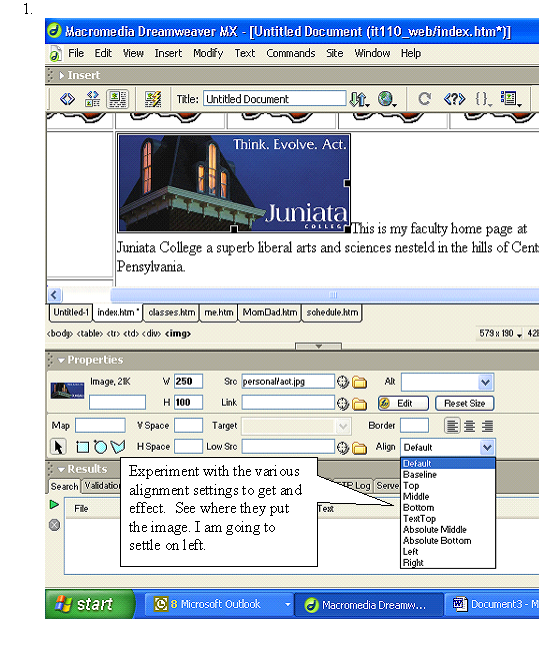 1.
Macromedia Dreamweaver MX - [Untitled Document (it110_web/index.htm*)]
File Edit View Insert Modify Text Commands Site Window Help
Insert
Title: Untitled Document
Think. Evolve. Act.
Juniata
COLLEGE
This is my faculty home page at
Juniata College a superb liberal arts and sciences nesteld in the hills of Cent
Pensylvania.
Untitled-1 index.htm* classes.htm me.htm MomDad.htm schedule.htm
<body> <table> <tr> <td> <div> <img> 579 x 190 428
Properties
Image, 21K W 250 Src personal/act.jpg Alt
H 100 Link Edit Reset Size
Map V Space Target Border
H Space Low Src Align Default
Default
Baseline
Top
Middle
Bottom
TextTop
Absolute Middle
Absolute Bottom
Left
Right
Results
Search Validation TP Log Serve
File Text
Experiment with the various
alignment settings to get and
effect. See where they put
the image. I am going to
settle on left.
start 8 Microsoft Outlook Macromedia Dreamw... Document3 - M